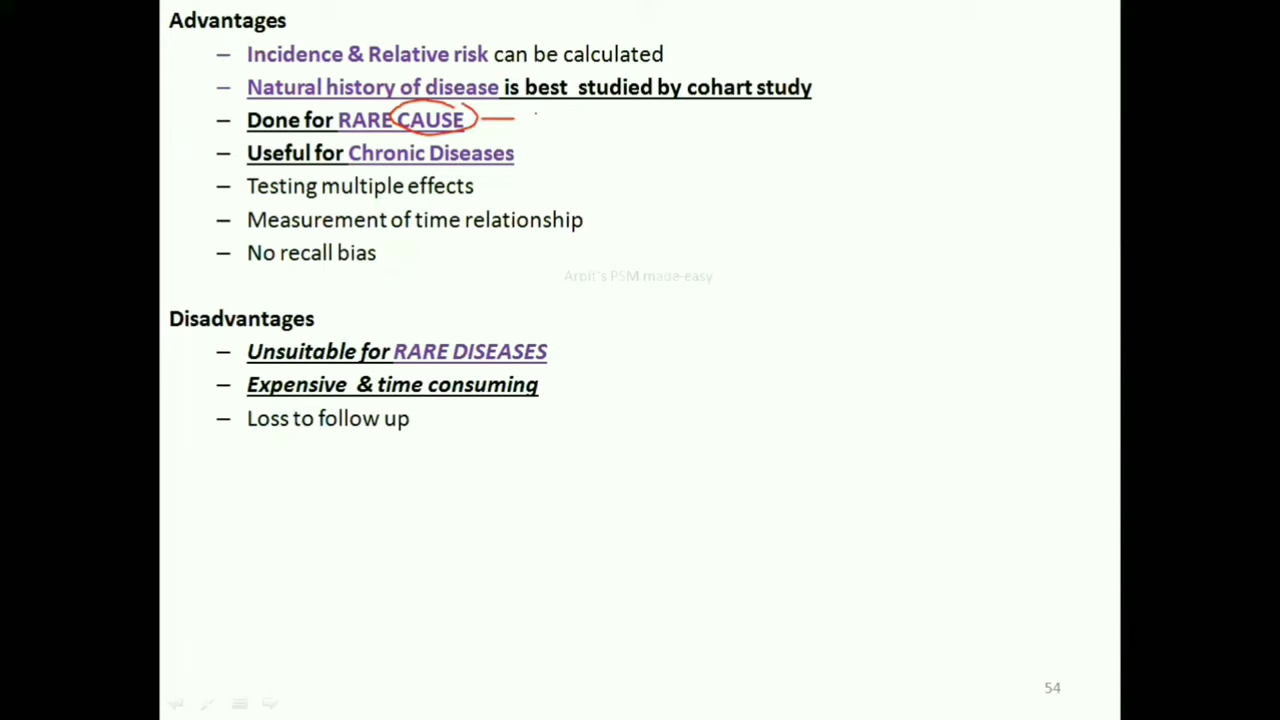 Advantages
– Incidence & Relative risk can be calculated
– Natural history of disease is best studied by cohart study
– Done for RARE CAUSE
– Useful for Chronic Diseases
– Testing multiple effects
– Measurement of time relationship
– No recall bias
Arpit's PSM made easy
Disadvantages
– Unsuitable for RARE DISEASES
– Expensive & time consuming
– Loss to follow up
54